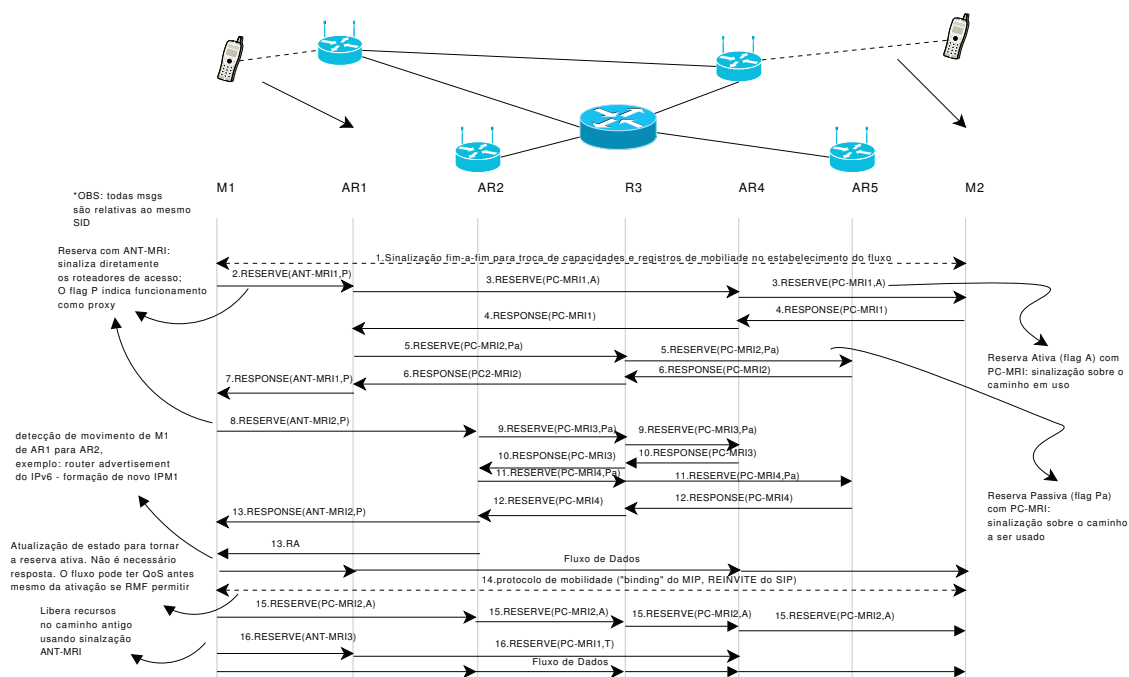 M1 AR1 AR2 R3 AR4 AR5 M2
*OBS: todas msgs
são relativas ao mesmo
SID
Reserva com ANT-MRI:
sinaliza diretamente
os roteadores de acesso;
O flag P indica funcionamento
como proxy
1.Sinalização fim-a-fim para troca de capacidades e registros de mobiliade no estabelecimento do fluxo
2.RESERVE(ANT-MRI1,P)
3.RESERVE(PC-MRI1,A)
3.RESERVE(PC-MRI1,A)
4.RESPONSE(PC-MRI1)
4.RESPONSE(PC-MRI1)
5.RESERVE(PC-MRI2,Pa)
5.RESERVE(PC-MRI2,Pa)
Reserva Ativa (flag A) com
PC-MRI: sinalização sobre o
caminho em uso
6.RESPONSE(PC2-MRI2)
6.RESPONSE(PC-MRI2)
7.RESPONSE(ANT-MRI1,P)
8.RESERVE(ANT-MRI2,P)
9.RESERVE(PC-MRI3,Pa)
9.RESERVE(PC-MRI3,Pa)
detecção de movimento de M1
de AR1 para AR2,
exemplo: router advertisement
do IPv6 - formação de novo IPM1
10.RESPONSE(PC-MRI3)
10.RESPONSE(PC-MRI3)
11.RESERVE(PC-MRI4,Pa)
11.RESERVE(PC-MRI4,Pa)
12.RESERVE(PC-MRI4)
12.RESPONSE(PC-MRI4)
Reserva Passiva (flag Pa)
com PC-MRI:
sinalização sobre o caminho
a ser usado
13.RESPONSE(ANT-MRI2,P)
13.RA
Atualização de estado para tornar
a reserva ativa. Não é necessário
resposta. O fluxo pode ter QoS antes
mesmo da ativação se RMF permitir
Fluxo de Dados
14.protocolo de mobilidade ("binding" do MIP, REINVITE do SIP)
Libera recursos
no caminho antigo
usando sinalzação
ANT-MRI
15.RESERVE(PC-MRI2,A)
15.RESERVE(PC-MRI2,A)
15.RESERVE(PC-MRI2,A)
15.RESERVE(PC-MRI2,A)
16.RESERVE(ANT-MRI3)
16.RESERVE(PC-MRI1,T)
Fluxo de Dados